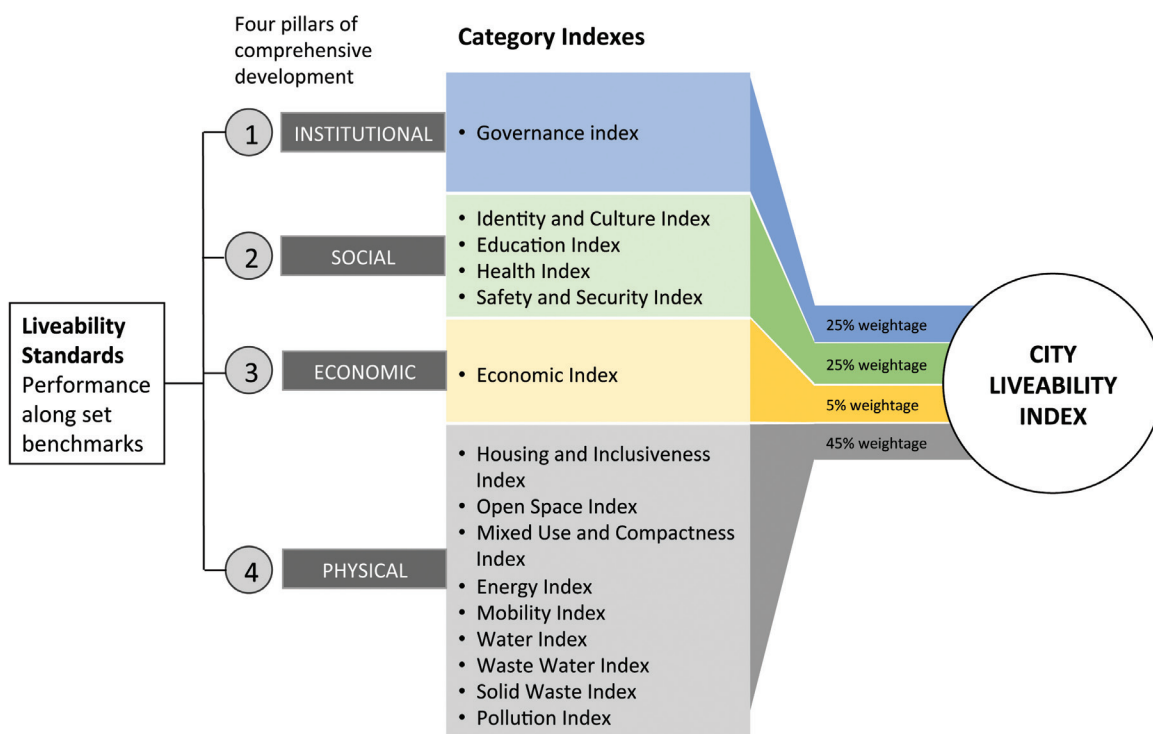 Four pillars of
comprehensive
development
Category Indexes
Liveability
Standards
Performance
along set
benchmarks
1
INSTITUTIONAL
• Governance index
2
SOCIAL
• Identity and Culture Index
• Education Index
• Health Index
• Safety and Security Index
3
ECONOMIC
• Economic Index
4
PHYSICAL
• Housing and Inclusiveness
Index
• Open Space Index
• Mixed Use and Compactness
Index
• Energy Index
• Mobility Index
• Water Index
• Waste Water Index
• Solid Waste Index
• Pollution Index
25% weightage
25% weightage
5% weightage
45% weightage
CITY
LIVEABILITY
INDEX